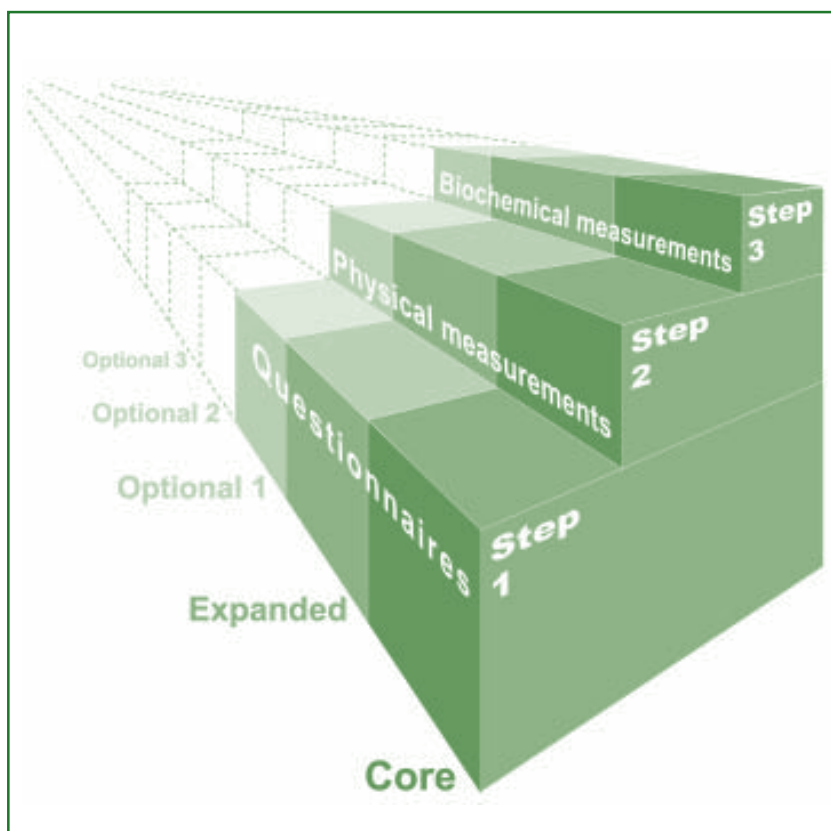 Biochemical measurements
Step
3
Physical measurements
Step
2
Questionnaires
Step
1
Optional 3
Optional 2
Optional 1
Expanded
Core